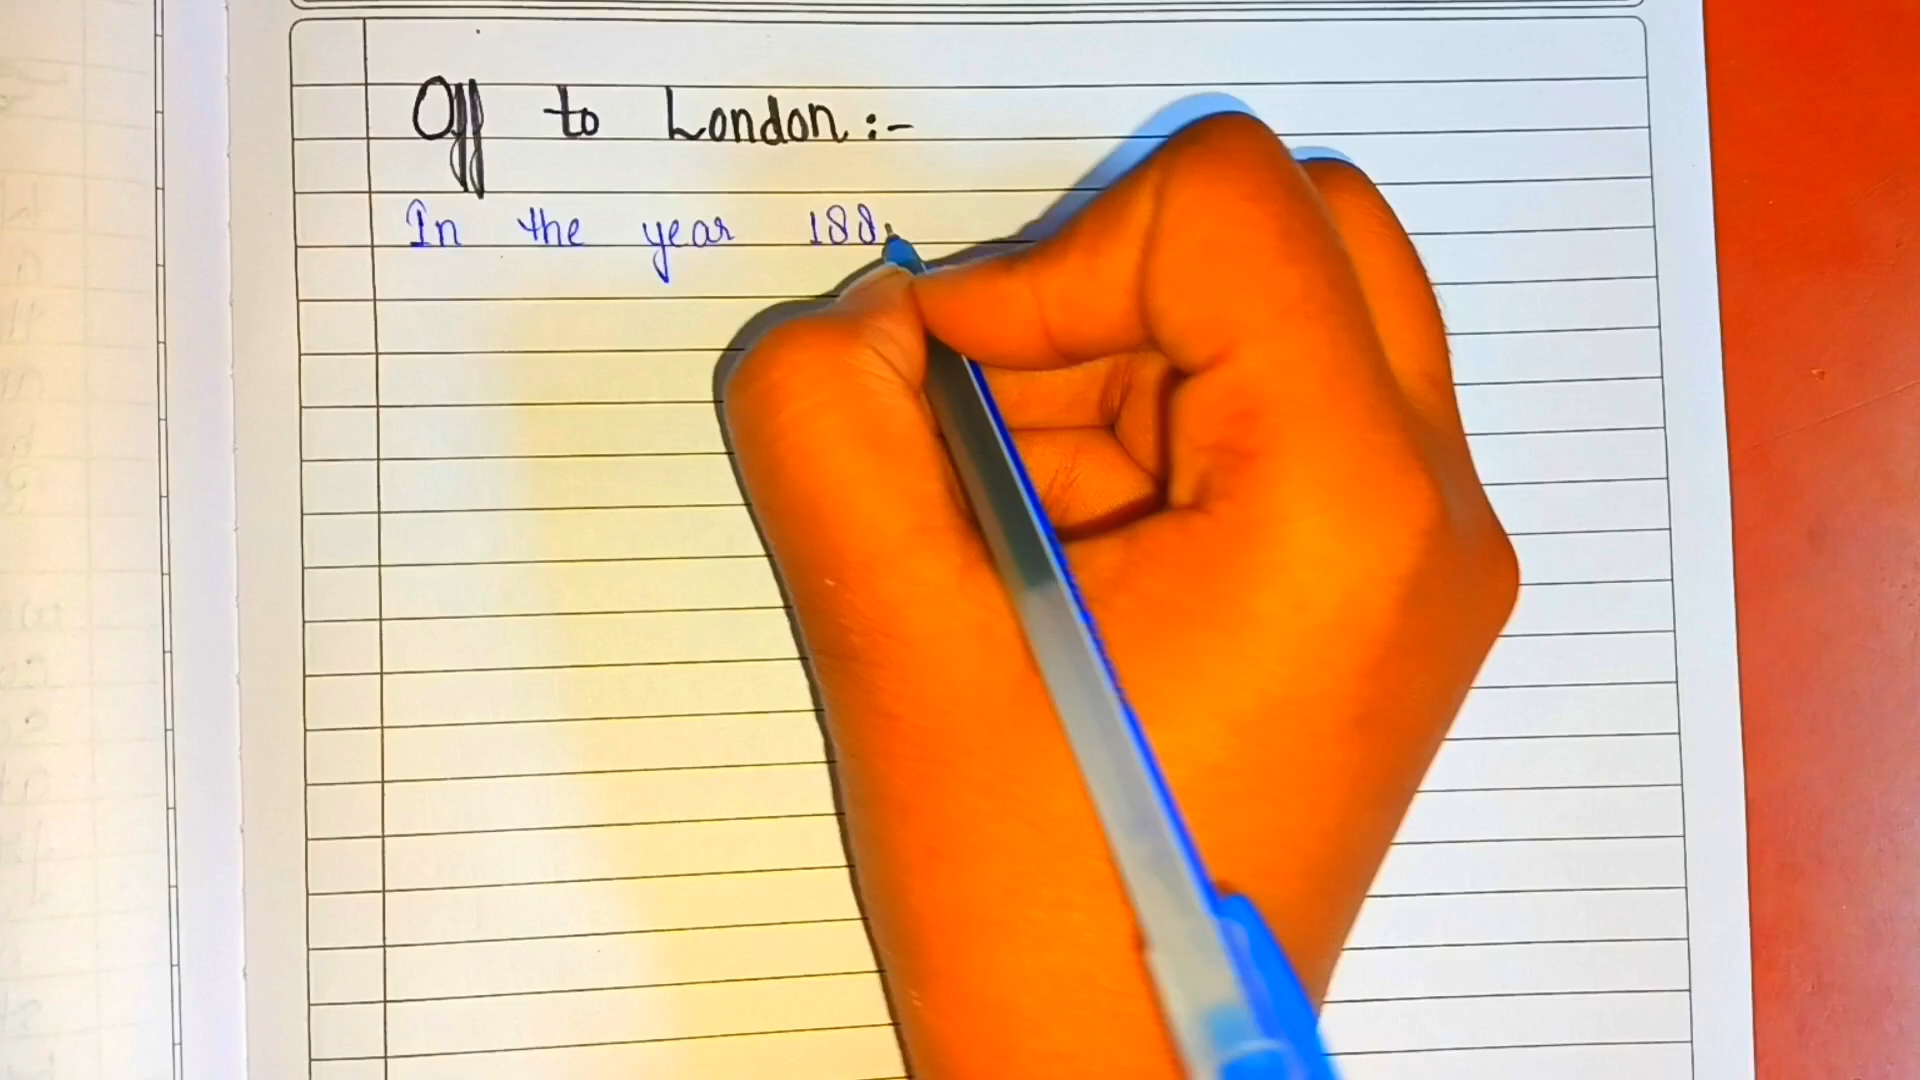 Off to London:-
In the year 188